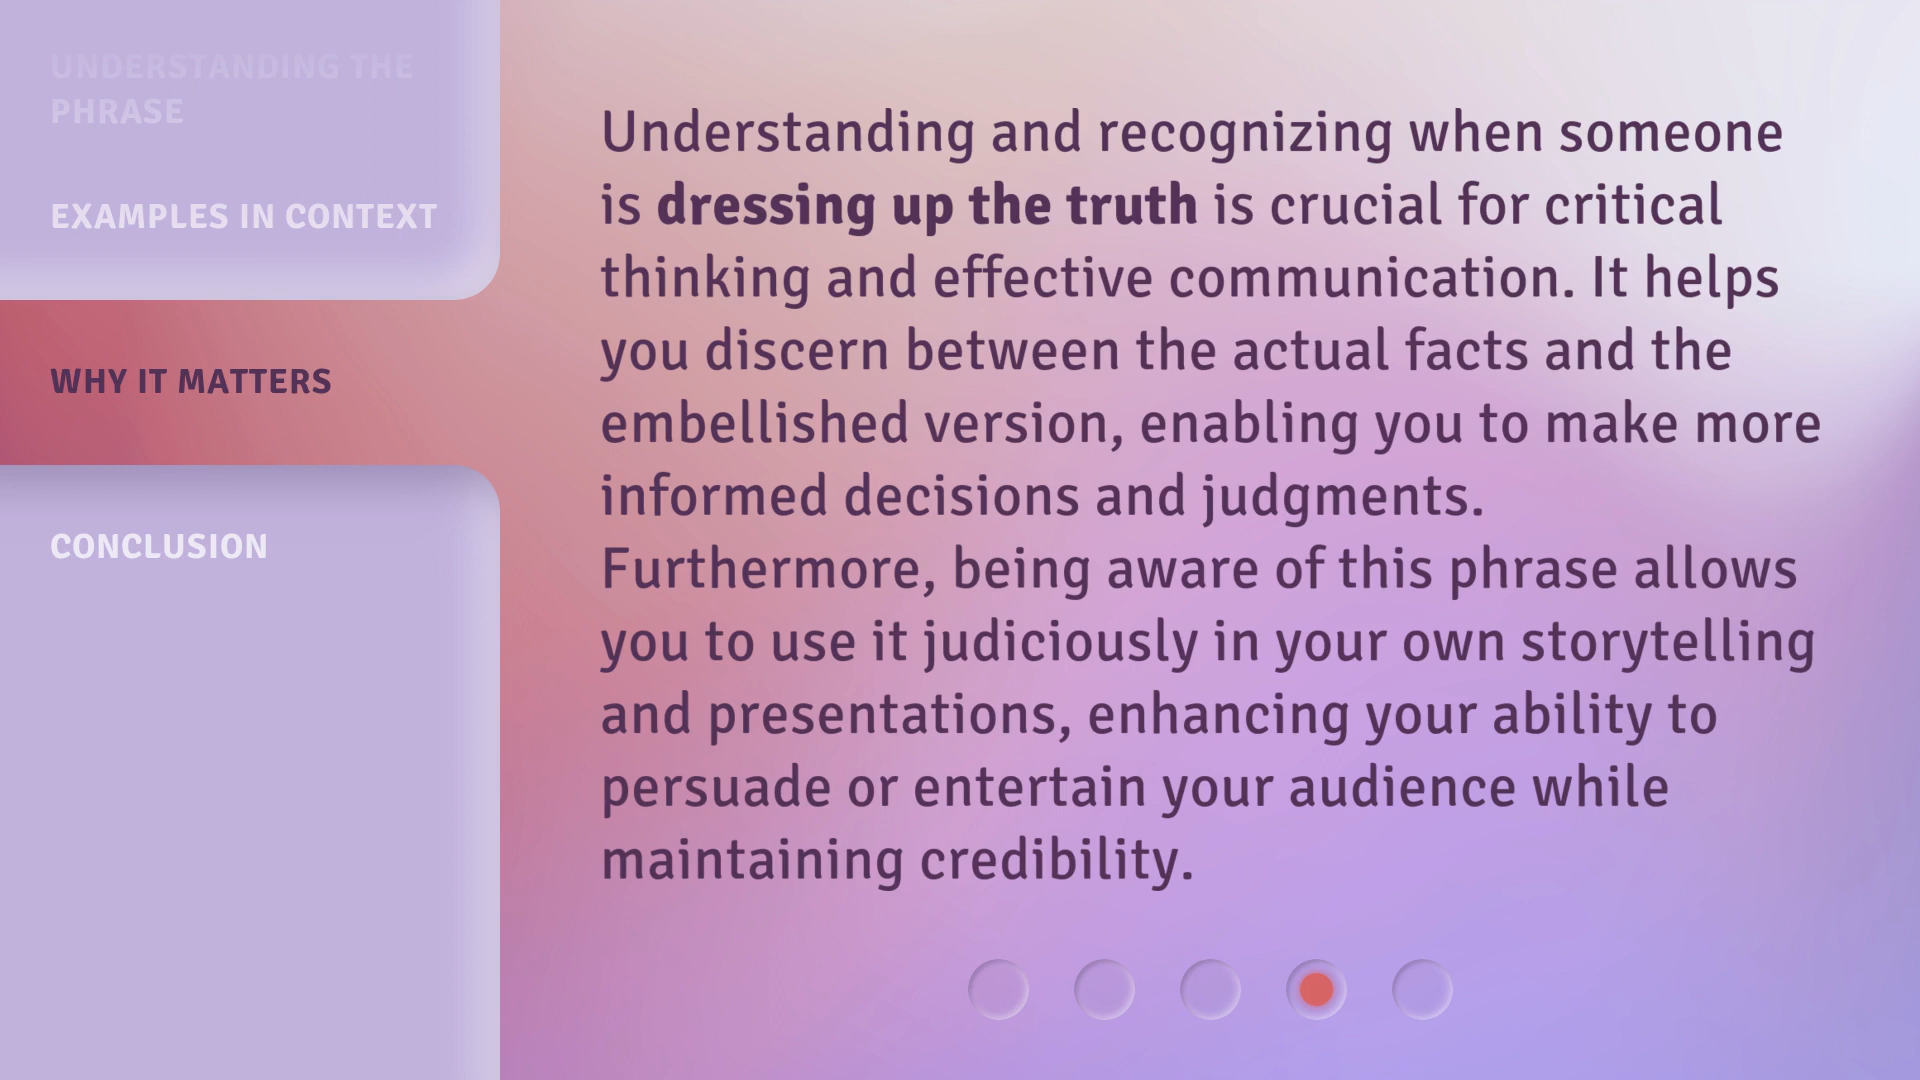 UNDERSTANDING THE
PHRASE
EXAMPLES IN CONTEXT
WHY IT MATTERS
CONCLUSION
Understanding and recognizing when someone
is dressing up the truth is crucial for critical
thinking and effective communication. It helps
you discern between the actual facts and the
embellished version, enabling you to make more
informed decisions and judgments.
Furthermore, being aware of this phrase allows
you to use it judiciously in your own storytelling
and presentations, enhancing your ability to
persuade or entertain your audience while
maintaining credibility.